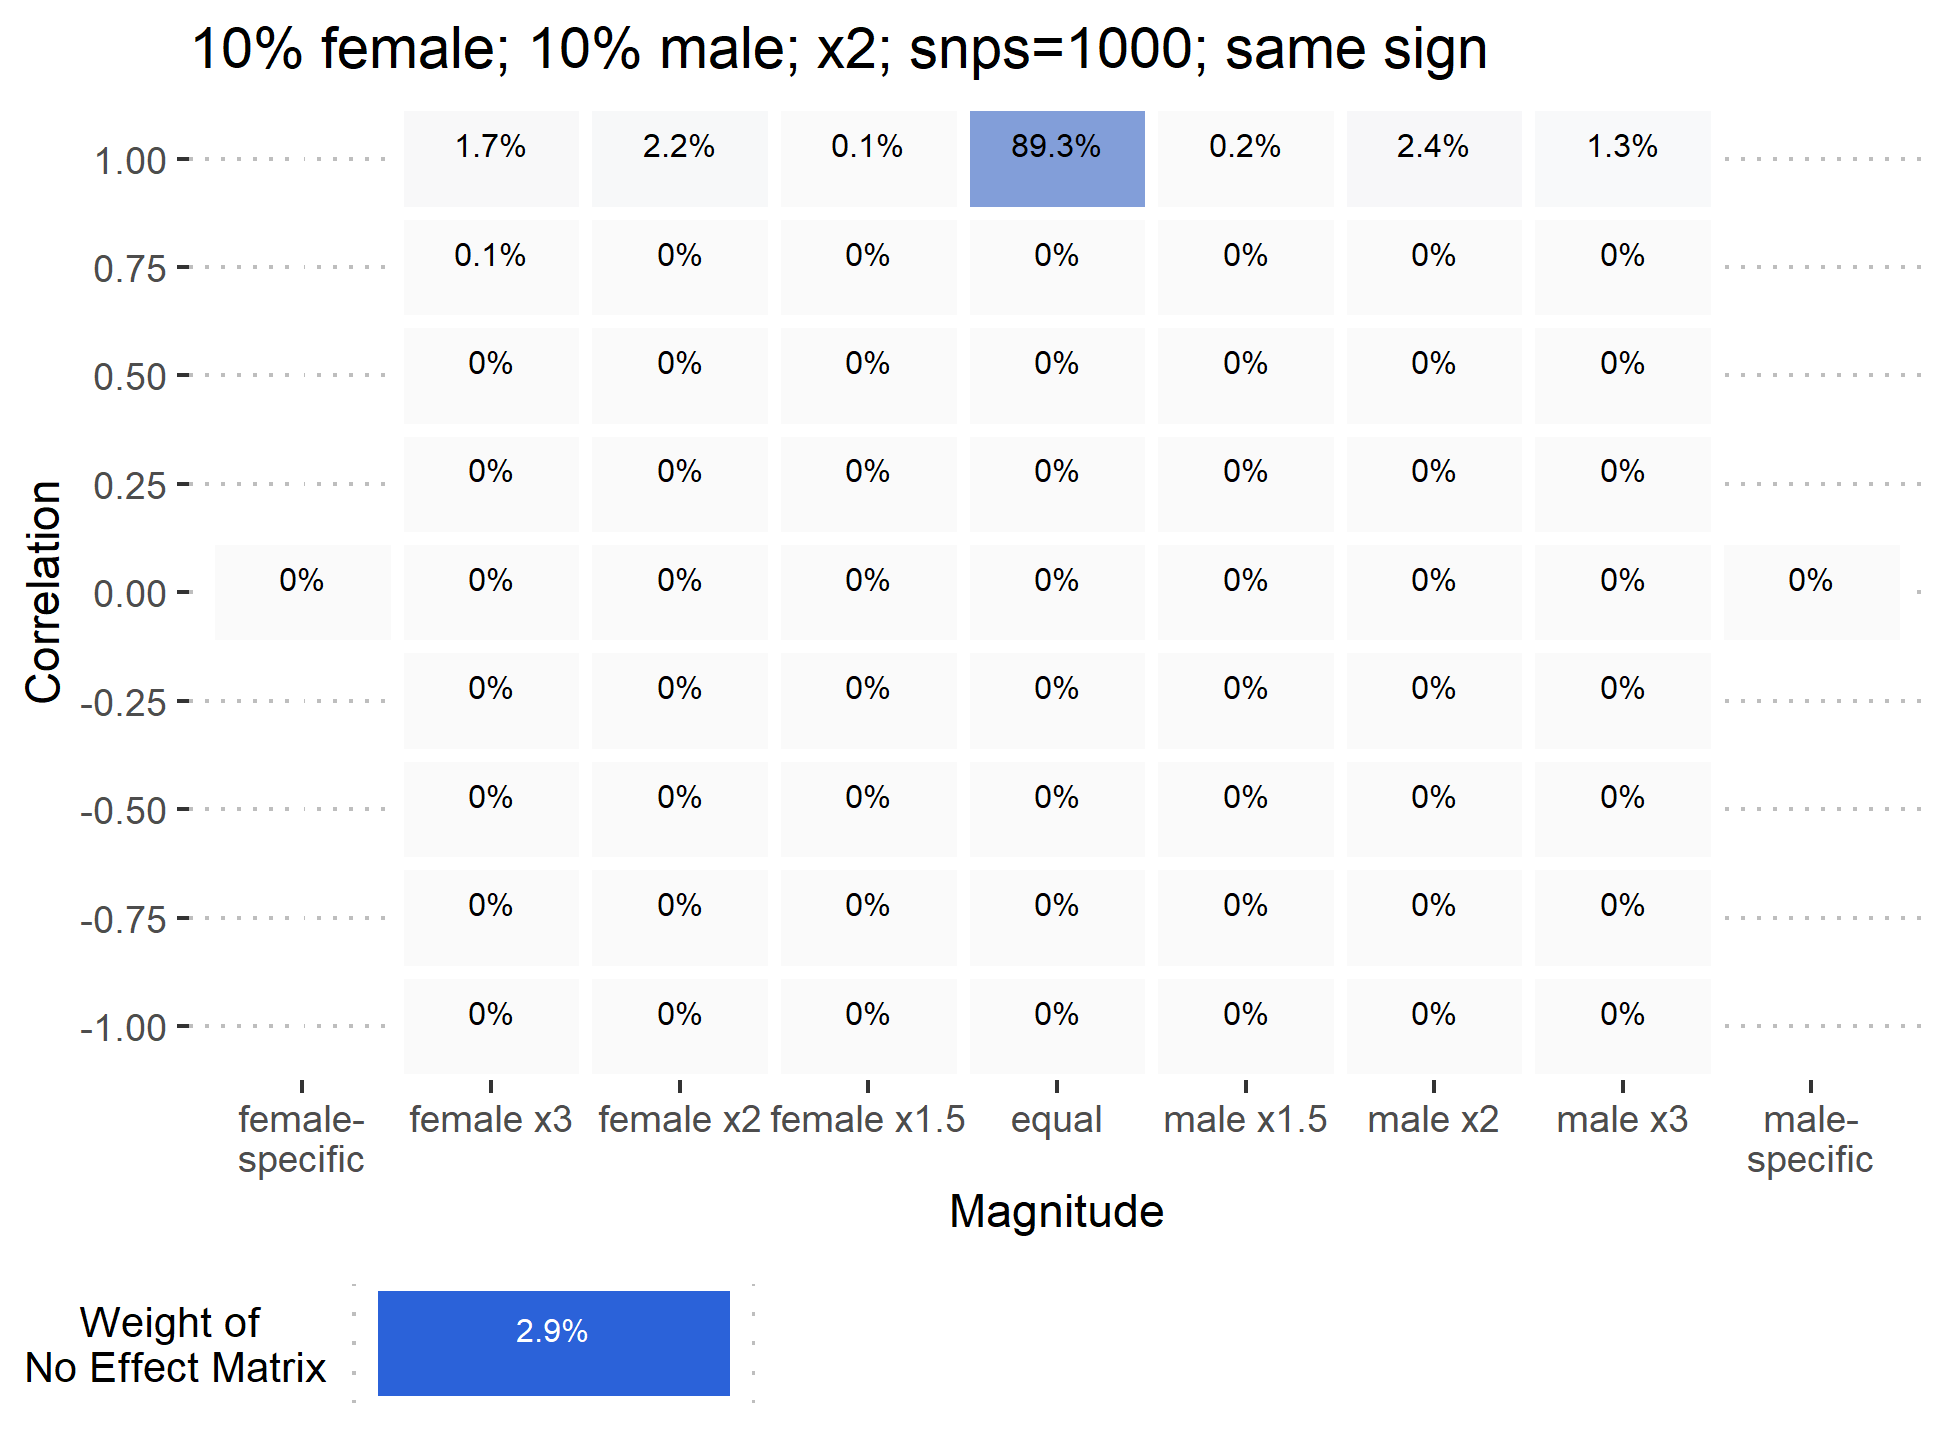 10% female; 10% male; x2; snps=1000; same sign
Correlation
1.00 1.7% 2.2% 0.1% 89.3% 0.2% 2.4% 1.3%
0.75 0.1% 0% 0% 0% 0% 0% 0%
0.50 0% 0% 0% 0% 0% 0% 0%
0.25 0% 0% 0% 0% 0% 0% 0%
0.00 0% 0% 0% 0% 0% 0% 0% 0% 0%
-0.25 0% 0% 0% 0% 0% 0% 0%
-0.50 0% 0% 0% 0% 0% 0% 0%
-0.75 0% 0% 0% 0% 0% 0% 0%
-1.00 0% 0% 0% 0% 0% 0% 0%
female- female x3 female x2 female x1.5 equal male x1.5 male x2 male x3 male-
specific specific
Magnitude
Weight of
No Effect Matrix
2.9%